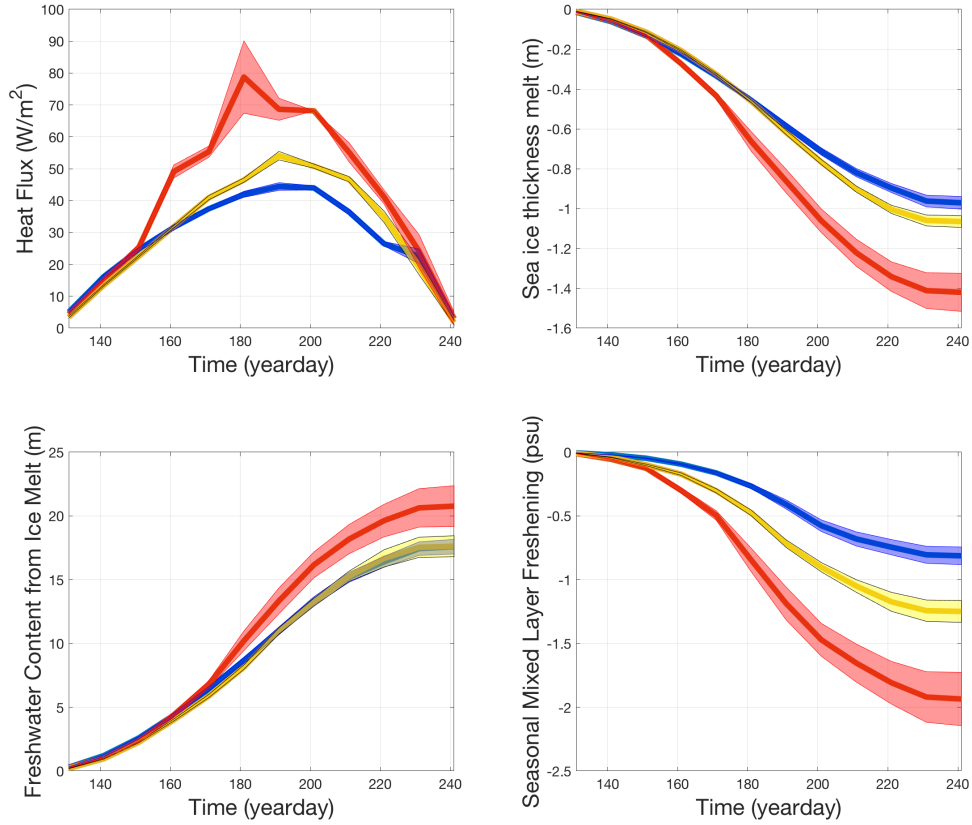 Heat Flux (W/m²)
100
90
80
70
60
50
40
30
20
10
0
140 160 180 200 220 240
Time (yearday)
Sea ice thickness melt (m)
0
-0.2
-0.4
-0.6
-0.8
-1.0
-1.2
-1.4
-1.6
140 160 180 200 220 240
Time (yearday)
Freshwater Content from Ice Melt (m)
25
20
15
10
5
0
140 160 180 200 220 240
Time (yearday)
Seasonal Mixed Layer Freshening (psu)
0
-0.5
-1
-1.5
-2
-2.5
140 160 180 200 220 240
Time (yearday)